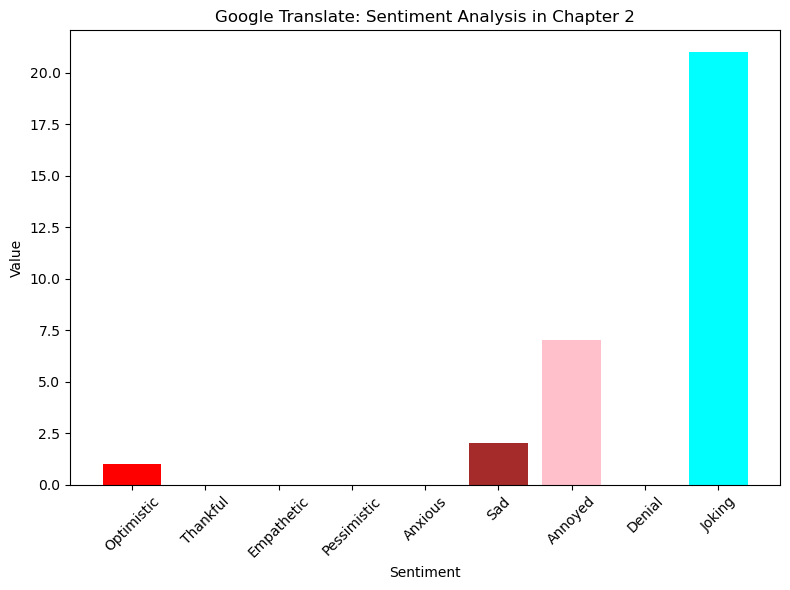 Google Translate: Sentiment Analysis in Chapter 2
Value
20.0
17.5
15.0
12.5
10.0
7.5
5.0
2.5
0.0
Optimistic
Thankful
Empathetic
Pessimistic
Anxious
Sad
Annoyed
Denial
Joking
Sentiment